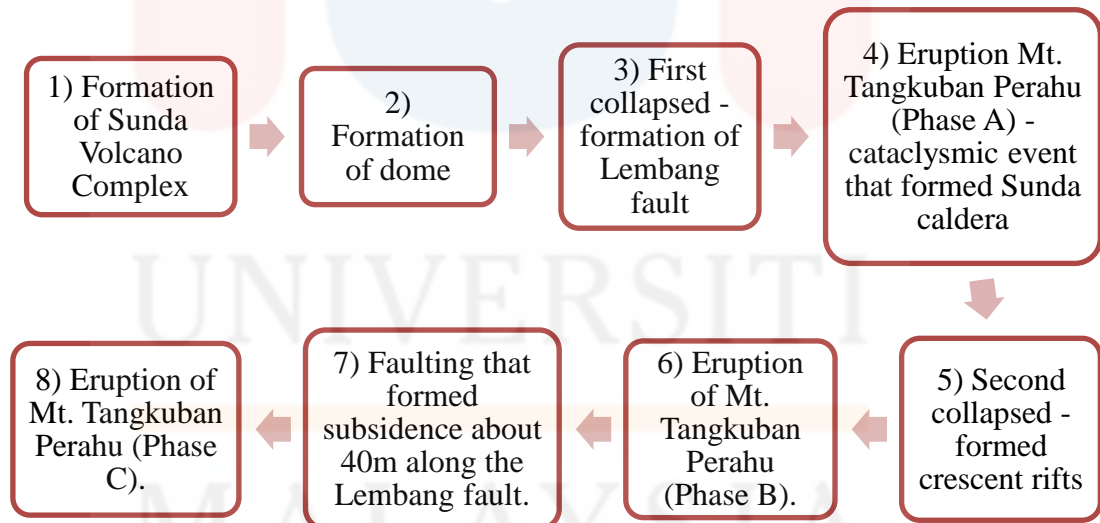 1) Formation
of Sunda
Volcano
Complex
2)
Formation
of dome
3) First
collapsed -
formation of
Lembang
fault
4) Eruption Mt.
Tangkuban Perahu
(Phase A) -
cataclysmic event
that formed Sunda
caldera
5) Second
collapsed -
formed
crescent rifts
6) Eruption
of Mt.
Tangkuban
Perahu
(Phase B).
7) Faulting that
formed
subsidence about
40m along the
Lembang fault.
8) Eruption of
Mt. Tangkuban
Perahu (Phase
C).
UNIVERSITI
MALAYSIA